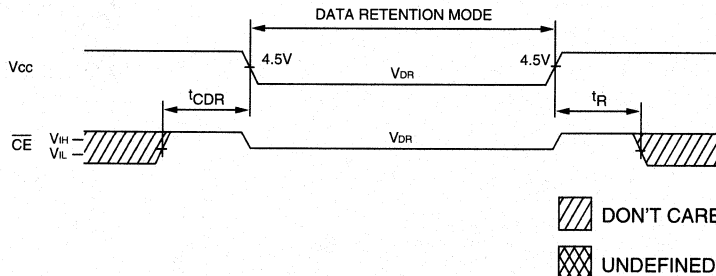 DATA RETENTION MODE
Vcc
4.5V
VDR
4.5V
tCDR
tR
CE
VIH
VIL
VDR
DON'T CARE
UNDEFINED